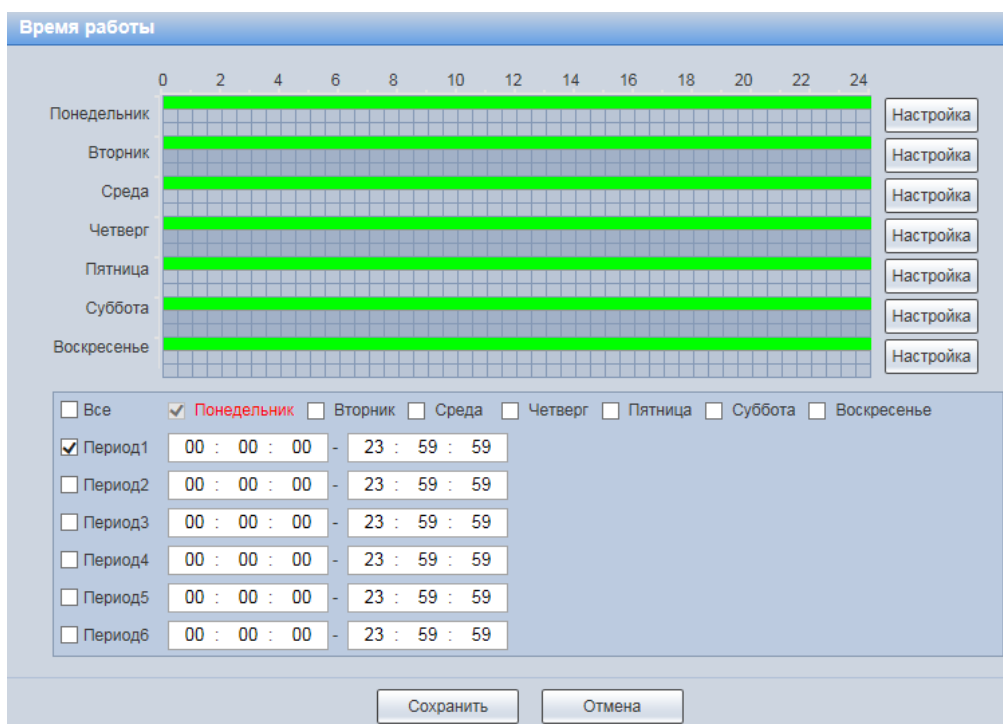 Время работы
0 2 4 6 8 10 12 14 16 18 20 22 24
Понедельник Настройка
Вторник Настройка
Среда Настройка
Четверг Настройка
Пятница Настройка
Суббота Настройка
Воскресенье Настройка
Все Понедельник Вторник Среда Четверг Пятница Суббота Воскресенье
Период1 00 : 00 : 00 - 23 : 59 : 59
Период2 00 : 00 : 00 - 23 : 59 : 59
Период3 00 : 00 : 00 - 23 : 59 : 59
Период4 00 : 00 : 00 - 23 : 59 : 59
Период5 00 : 00 : 00 - 23 : 59 : 59
Период6 00 : 00 : 00 - 23 : 59 : 59
Сохранить Отмена